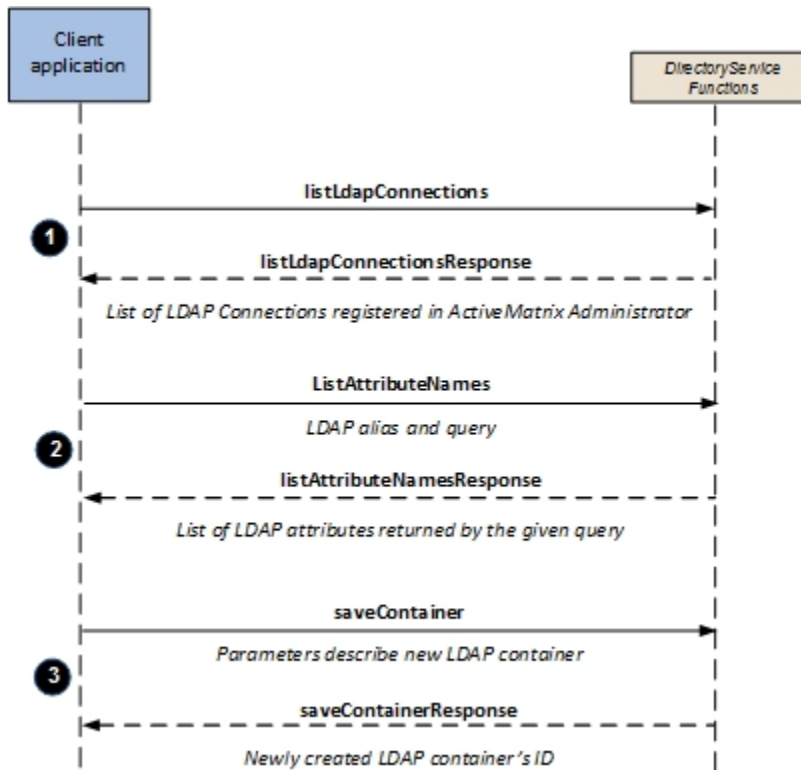 Client
application
DirectoryService
Functions
listLdapConnections
1
listLdapConnectionsResponse
List of LDAP Connections registered in ActiveMatrix Administrator
ListAttributeNames
LDAP alias and query
2
listAttributeNamesResponse
List of LDAP attributes returned by the given query
saveContainer
Parameters describe new LDAP container
3
saveContainerResponse
Newly created LDAP container's ID